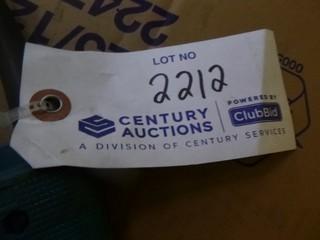 LOT NO
2212
CENTURY
AUCTIONS
POWERED BY
ClubBid
A DIVISION OF CENTURY SERVICES